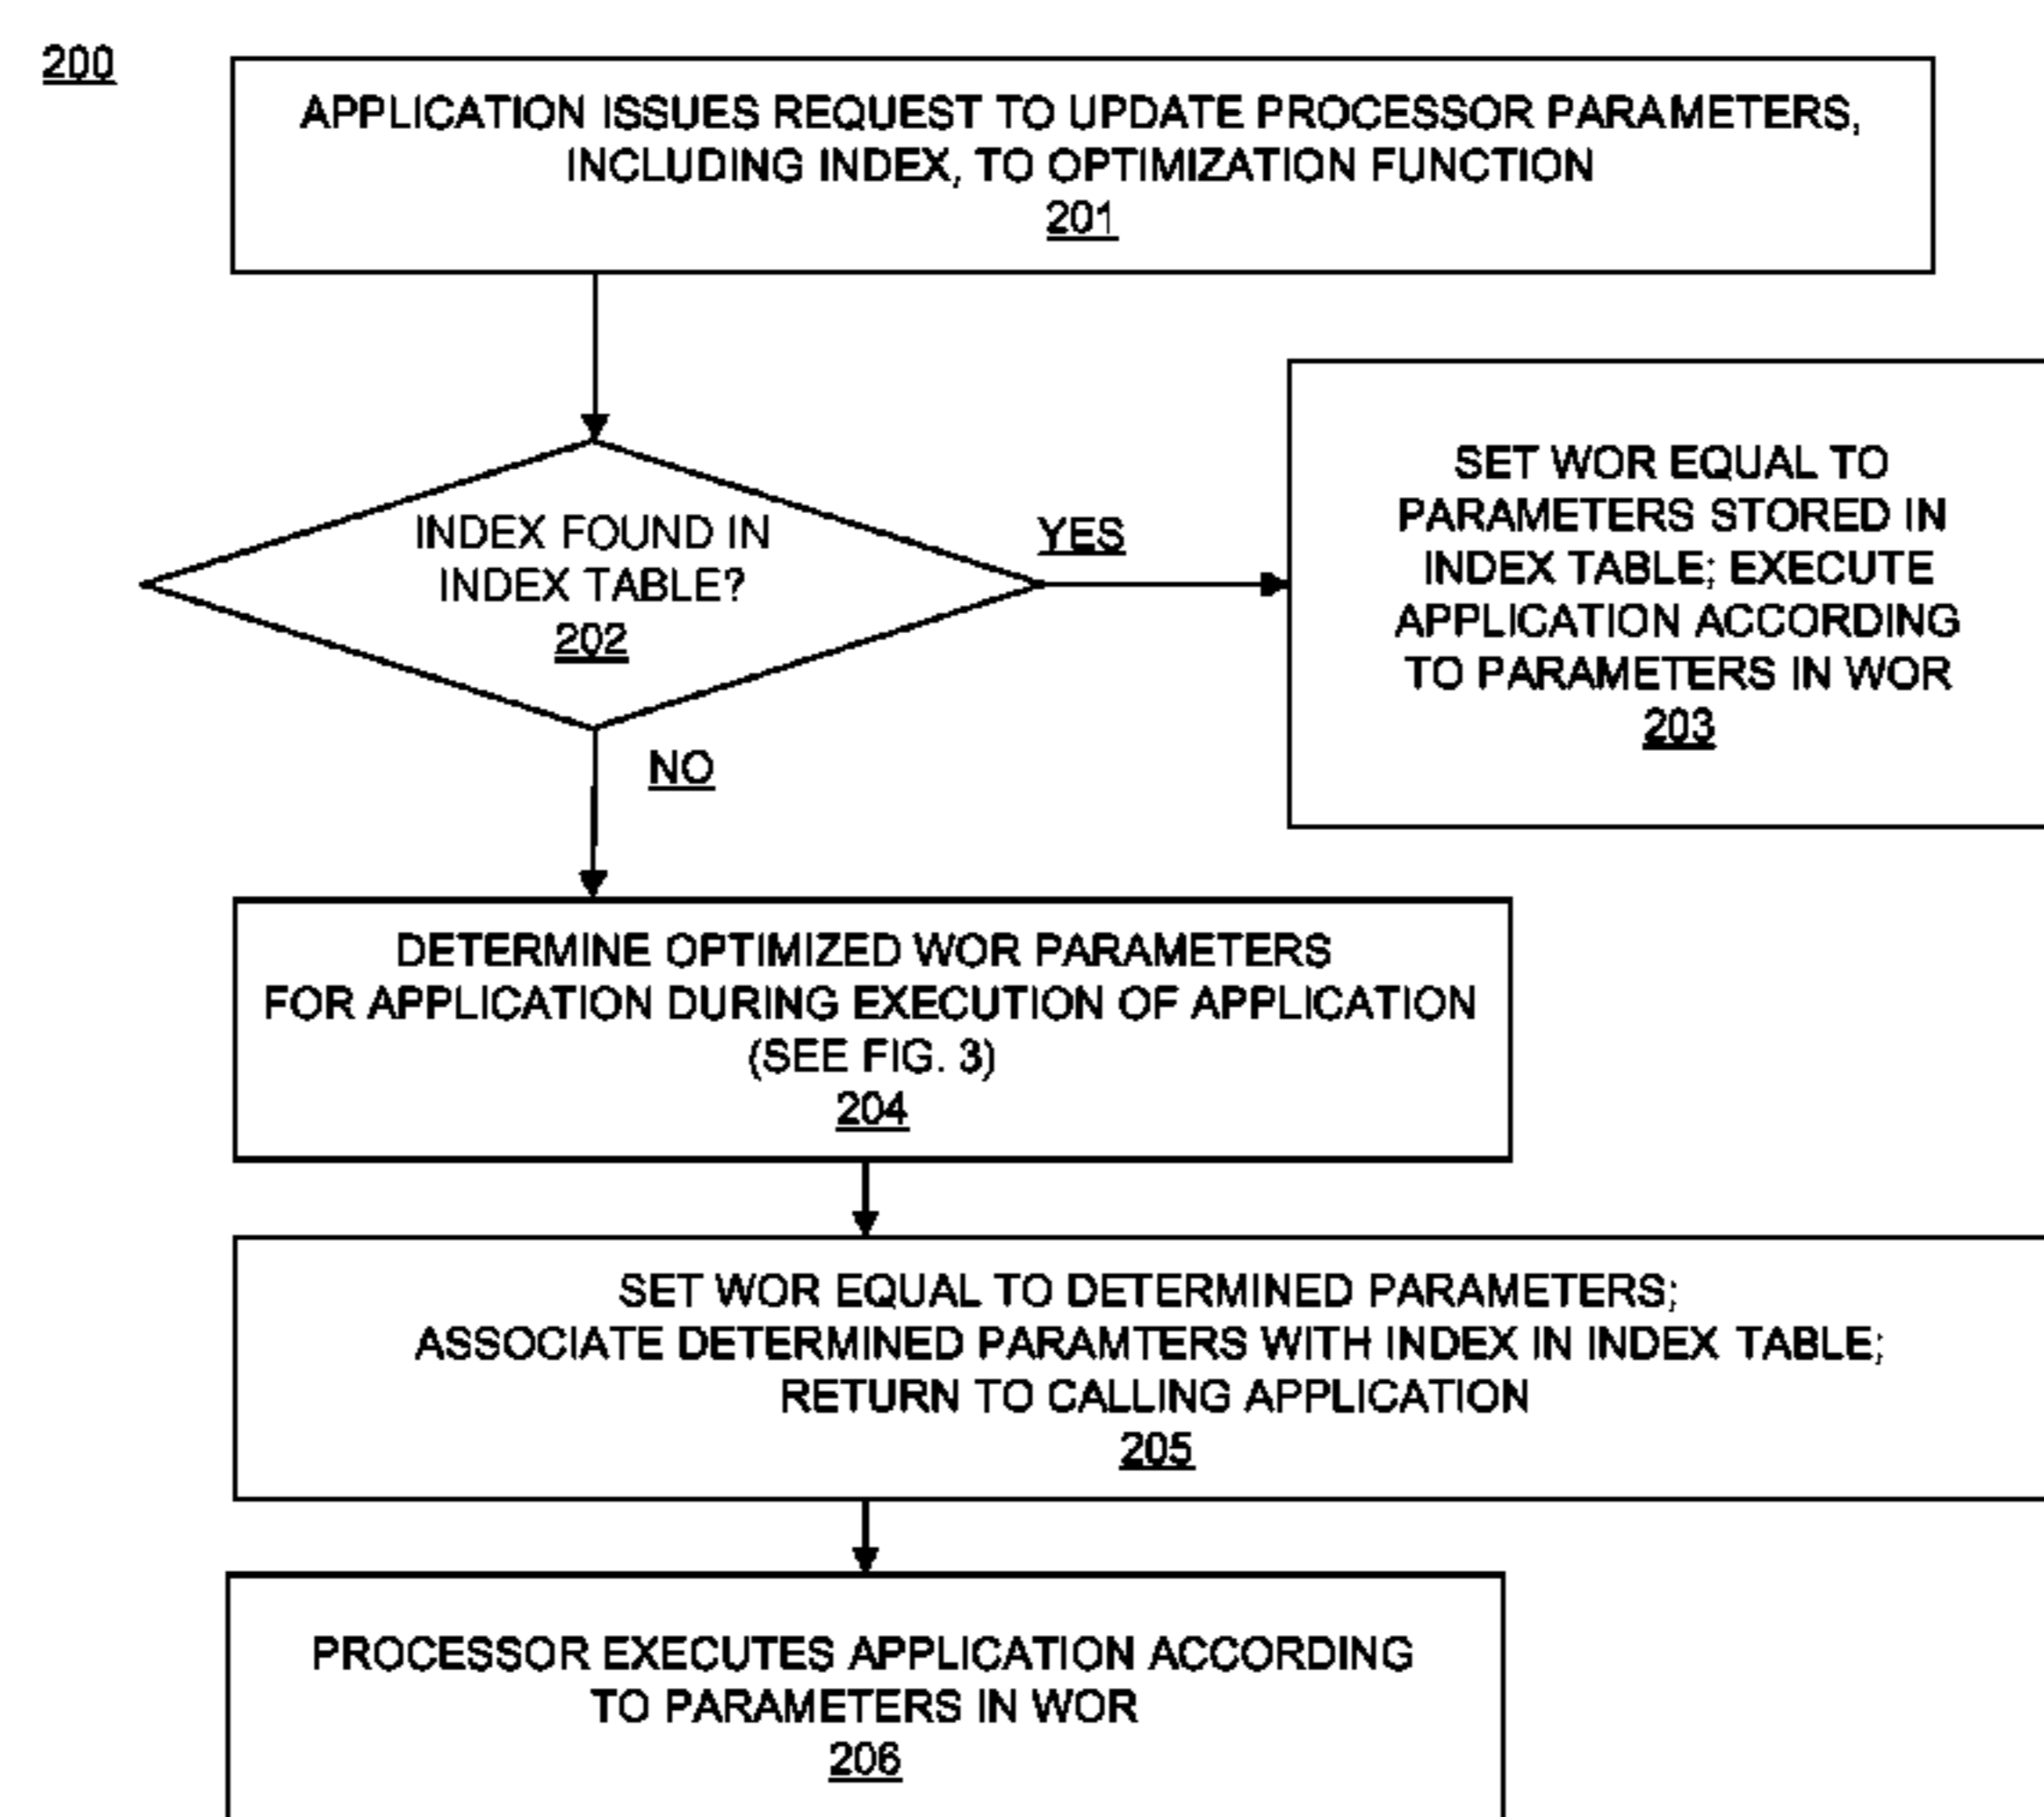 200
APPLICATION ISSUES REQUEST TO UPDATE PROCESSOR PARAMETERS,
INCLUDING INDEX, TO OPTIMIZATION FUNCTION
201
INDEX FOUND IN
INDEX TABLE?
202
YES
SET WOR EQUAL TO
PARAMETERS STORED IN
INDEX TABLE; EXECUTE
APPLICATION ACCORDING
TO PARAMETERS IN WOR
203
NO
DETERMINE OPTIMIZED WOR PARAMETERS
FOR APPLICATION DURING EXECUTION OF APPLICATION
(SEE FIG. 3)
204
SET WOR EQUAL TO DETERMINED PARAMETERS;
ASSOCIATE DETERMINED PARAMTERS WITH INDEX IN INDEX TABLE;
RETURN TO CALLING APPLICATION
205
PROCESSOR EXECUTES APPLICATION ACCORDING
TO PARAMETERS IN WOR
206